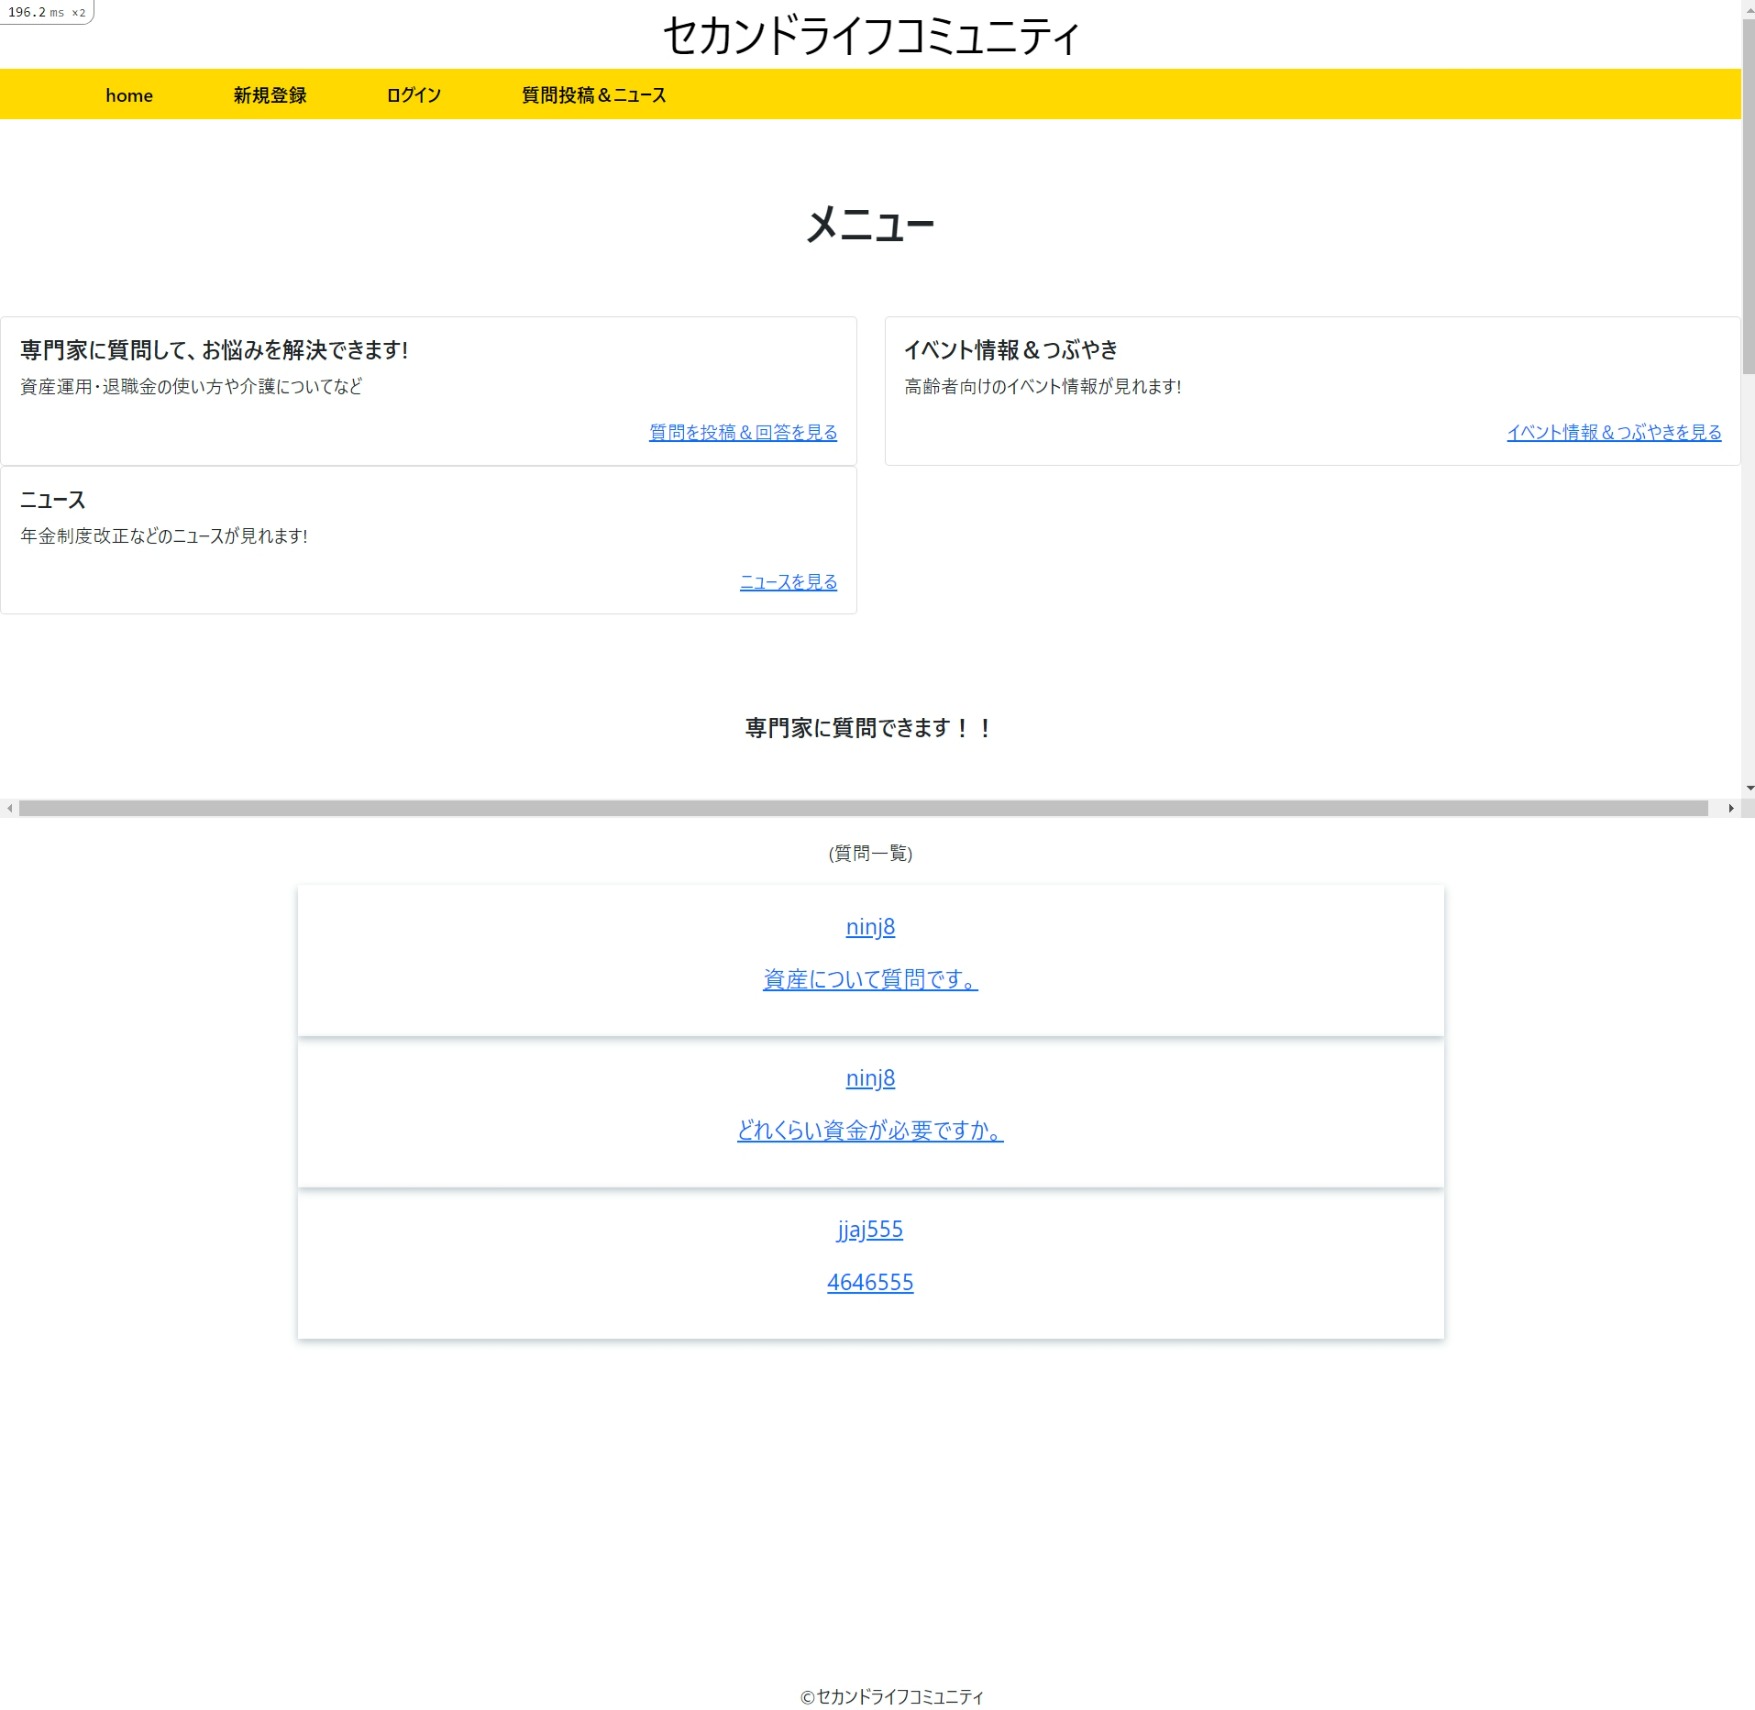 196.2 ms ×2
セカンドライフコミュニティ
home 新規登録 ログイン 質問投稿＆ニュース
メニュー
専門家に質問して、お悩みを解決できます!
資産運用・退職金の使い方や介護についてなど
質問を投稿＆回答を見る
イベント情報＆つぶやき
高齢者向けのイベント情報が見れます!
イベント情報＆つぶやきを見る
ニュース
年金制度改正などのニュースが見れます!
ニュースを見る
専門家に質問できます！！
(質問一覧)
ninj8
資産について質問です。
ninj8
どれくらい資金が必要ですか。
jjaj555
4646555
©セカンドライフコミュニティ